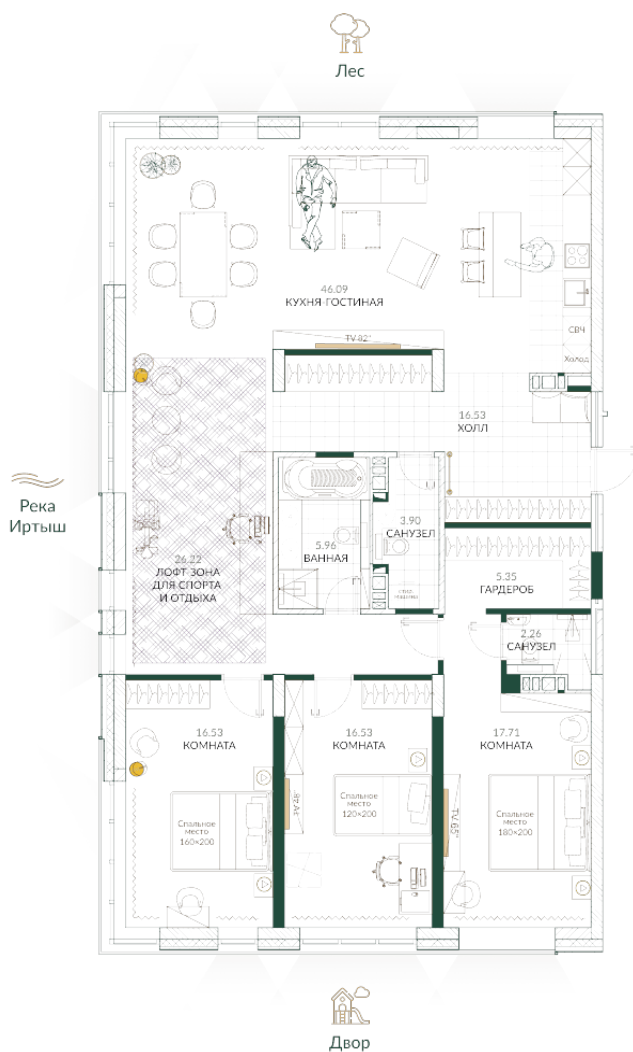 Лес
46.09
КУХНЯ-ГОСТИНАЯ
TV 82"
СВЧ
Холод
16.53
ХОЛЛ
Река
Иртыш
26.22
ЛОФТ-ЗОНА
ДЛЯ СПОРТА
И ОТДЫХА
5.96
ВАННАЯ
3.90
САНУЗЕЛ
5.35
ГАРДЕРОБ
2.26
САНУЗЕЛ
16.53
КОМНАТА
16.53
КОМНАТА
17.71
КОМНАТА
Спальное
место
160×200
Спальное
место
120×200
TV 65"
Спальное
место
180×200
Двор